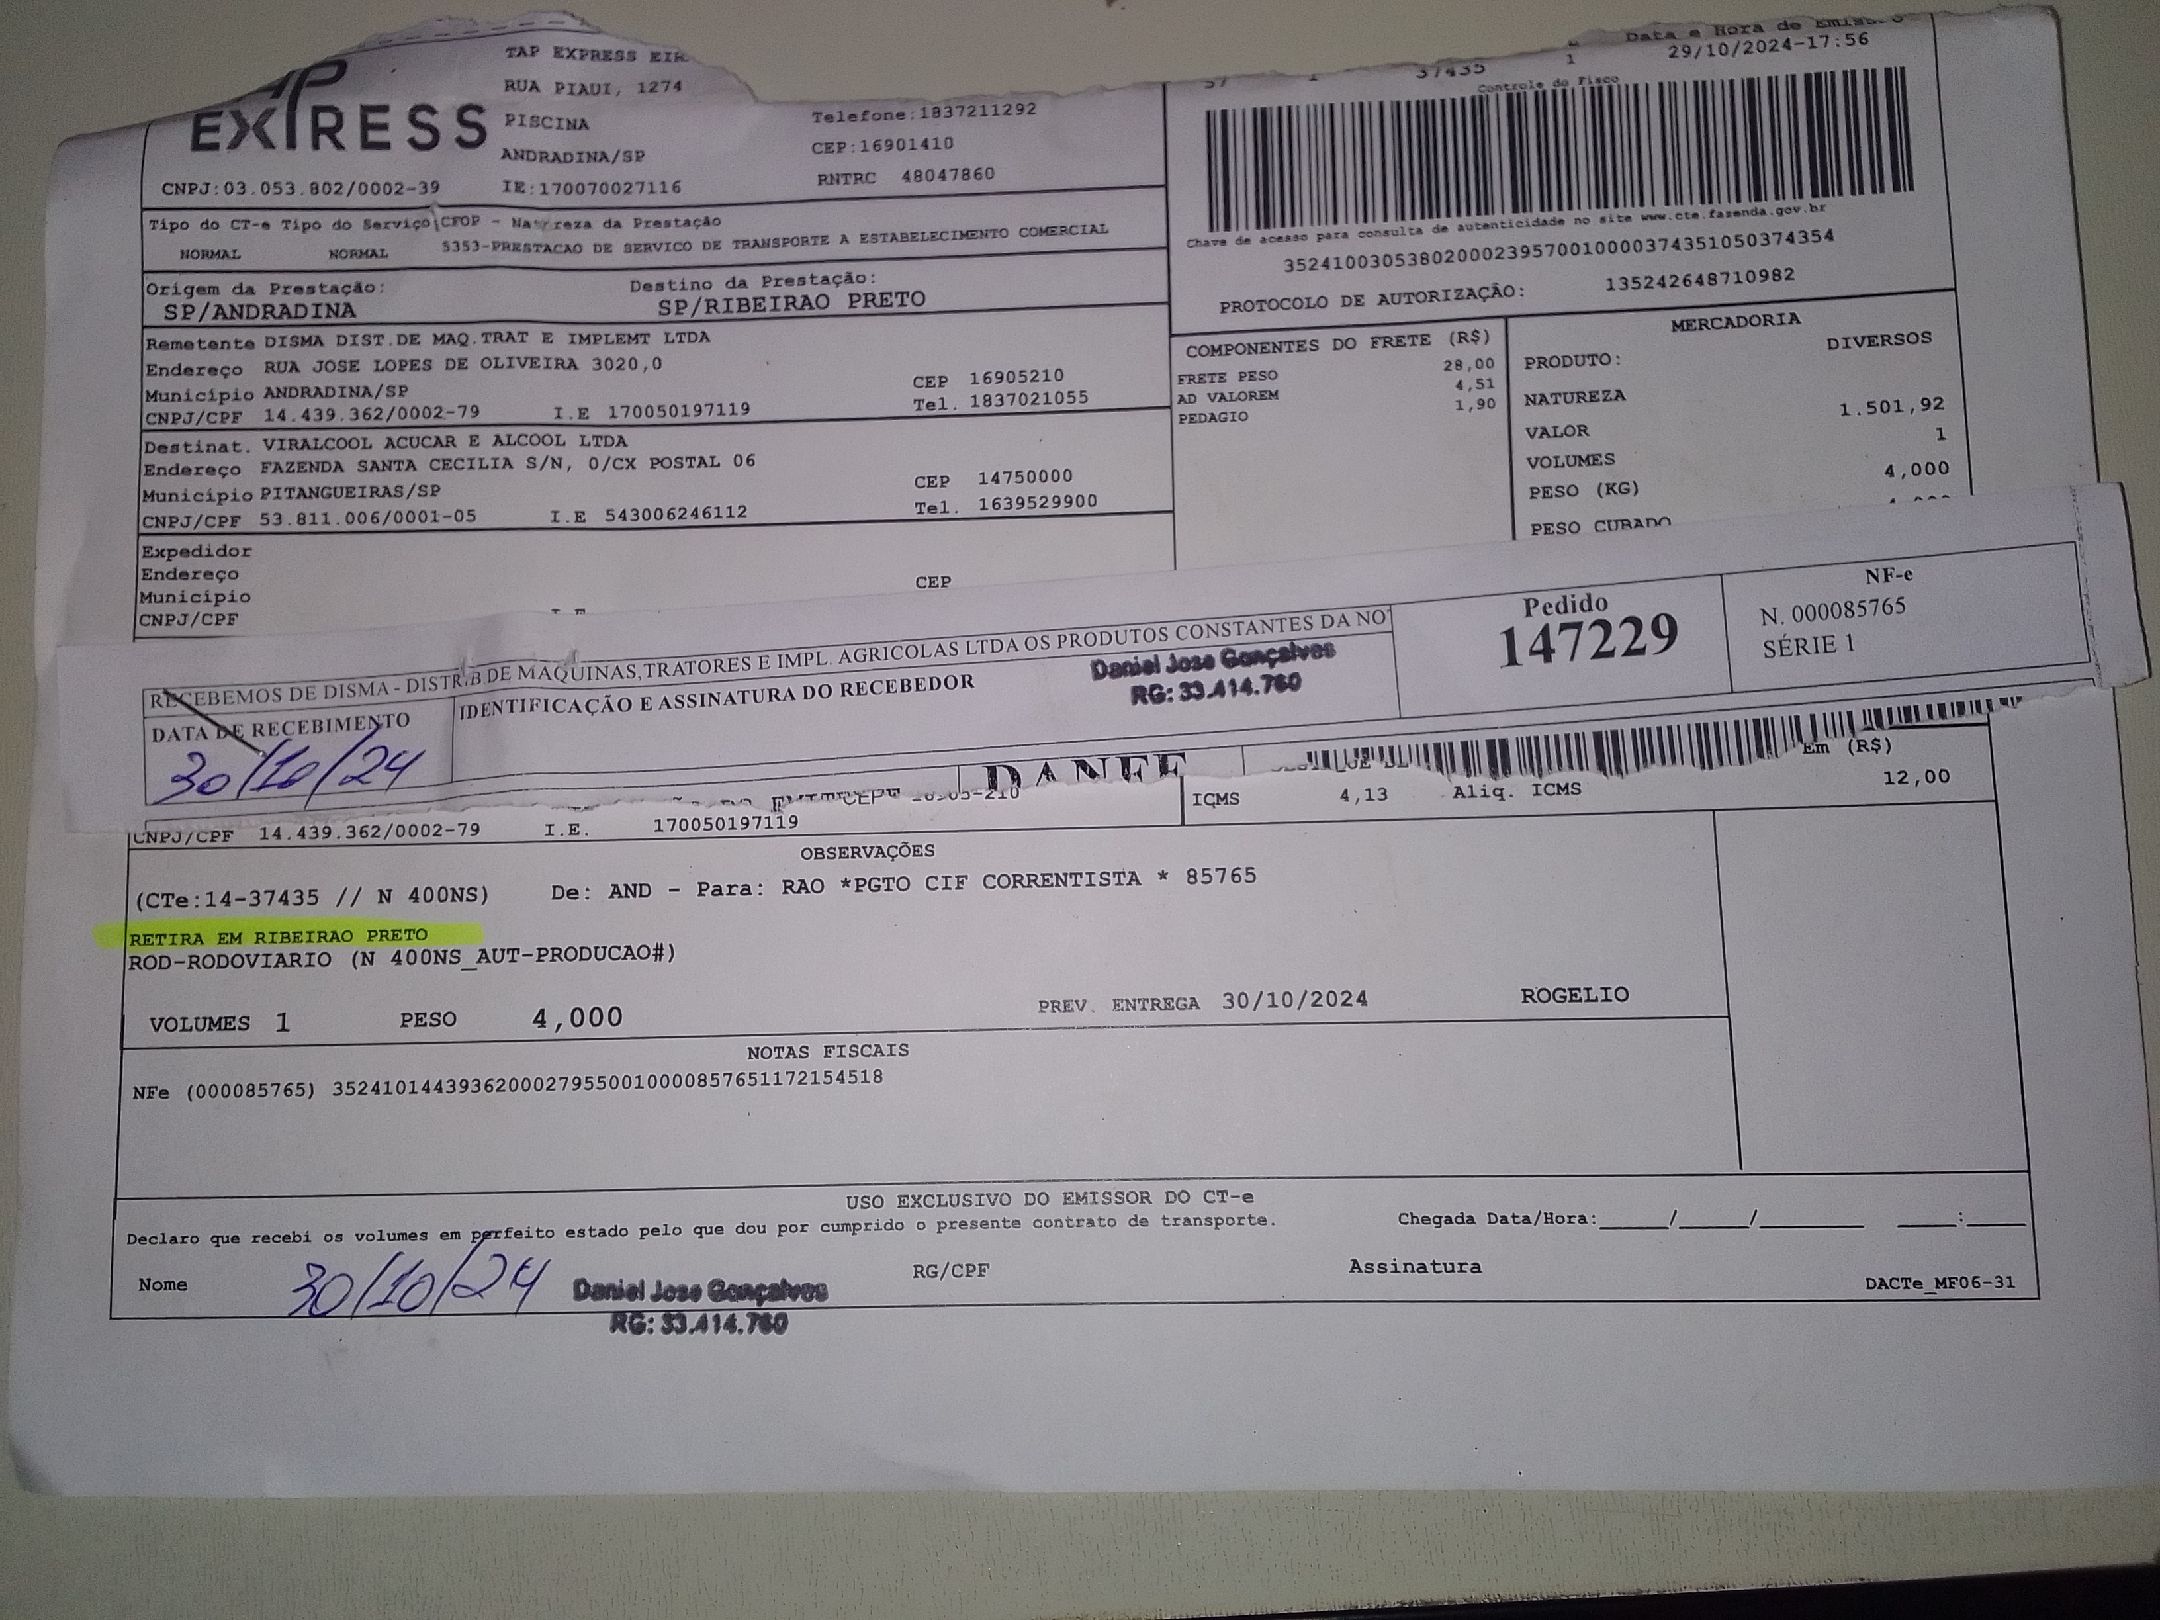 TAP EXPRESS
RUA PIAUI, 1274
EXPRESS
PISCINA
Telefone:1837211292
ANDRADINA/SP
CEP:16901410
CNPJ:03.053.802/0002-39
IE:170070027116
RNTRC 48047860
37435
1
Data e Hora de
29/10/2024-17:56
Controle do Fisco
Chave de acesso para consulta de autenticidade no site www.cte.fazenda.gov.br
35241003053802000239570010000374351050374354
PROTOCOLO DE AUTORIZAÇÃO: 135242648710982
Tipo do CT-e Tipo do Serviço CFOP - Natureza da Prestação
NORMAL NORMAL 5353-PRESTACAO DE SERVICO DE TRANSPORTE A ESTABELECIMENTO COMERCIAL
Origem da Prestação: Destino da Prestação:
SP/ANDRADINA SP/RIBEIRAO PRETO
Remetente DISMA DIST.DE MAQ.TRAT E IMPLEMT LTDA
Endereço RUA JOSE LOPES DE OLIVEIRA 3020,0
Município ANDRADINA/SP CEP 16905210
CNPJ/CPF 14.439.362/0002-79 I.E 170050197119 Tel. 1837021055
Destinat. VIRALCOOL ACUCAR E ALCOOL LTDA
Endereço FAZENDA SANTA CECILIA S/N, 0/CX POSTAL 06
Município PITANGUEIRAS/SP CEP 14750000
CNPJ/CPF 53.811.006/0001-05 I.E 543006246112 Tel. 1639529900
Expedidor
Endereço
Município CEP
CNPJ/CPF
COMPONENTES DO FRETE (R$)
FRETE PESO 28,00
AD VALOREM 4,51
PEDAGIO 1,90
MERCADORIA
PRODUTO: DIVERSOS
NATUREZA
VALOR 1.501,92
VOLUMES 1
PESO (KG) 4,000
PESO CUBADO
RECEBEMOS DE DISMA - DISTRIB DE MAQUINAS,TRATORES E IMPL. AGRICOLAS LTDA OS PRODUTOS CONSTANTES DA NO
DATA DE RECEBIMENTO
30/10/24
IDENTIFICAÇÃO E ASSINATURA DO RECEBEDOR
Daniel Jose Gonçalves
RG: 33.414.760
Pedido
147229
NF-e
N. 000085765
SÉRIE 1
DANFE
Em (R$)
ICMS 4,13 Aliq. ICMS 12,00
CNPJ/CPF 14.439.362/0002-79 I.E. 170050197119
OBSERVAÇÕES
(CTe:14-37435 // N 400NS) De: AND - Para: RAO *PGTO CIF CORRENTISTA * 85765
RETIRA EM RIBEIRAO PRETO
ROD-RODOVIARIO (N 400NS_AUT-PRODUCAO#)
VOLUMES 1 PESO 4,000 PREV. ENTREGA 30/10/2024 ROGELIO
NOTAS FISCAIS
NFe (000085765) 35241014439362000279550010000857651172154518
USO EXCLUSIVO DO EMISSOR DO CT-e
Declaro que recebi os volumes em perfeito estado pelo que dou por cumprido o presente contrato de transporte. Chegada Data/Hora:_____/_____/________ ____:____
Nome 30/10/24 Daniel Jose Gonçalves RG/CPF Assinatura
RG: 33.414.760
DACTe_MF06-31